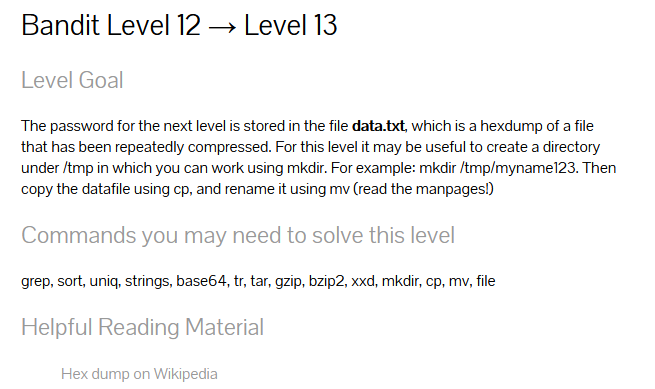 Bandit Level 12 → Level 13
Level Goal
The password for the next level is stored in the file data.txt, which is a hexdump of a file
that has been repeatedly compressed. For this level it may be useful to create a directory
under /tmp in which you can work using mkdir. For example: mkdir /tmp/myname123. Then
copy the datafile using cp, and rename it using mv (read the manpages!)
Commands you may need to solve this level
grep, sort, uniq, strings, base64, tr, tar, gzip, bzip2, xxd, mkdir, cp, mv, file
Helpful Reading Material
Hex dump on Wikipedia